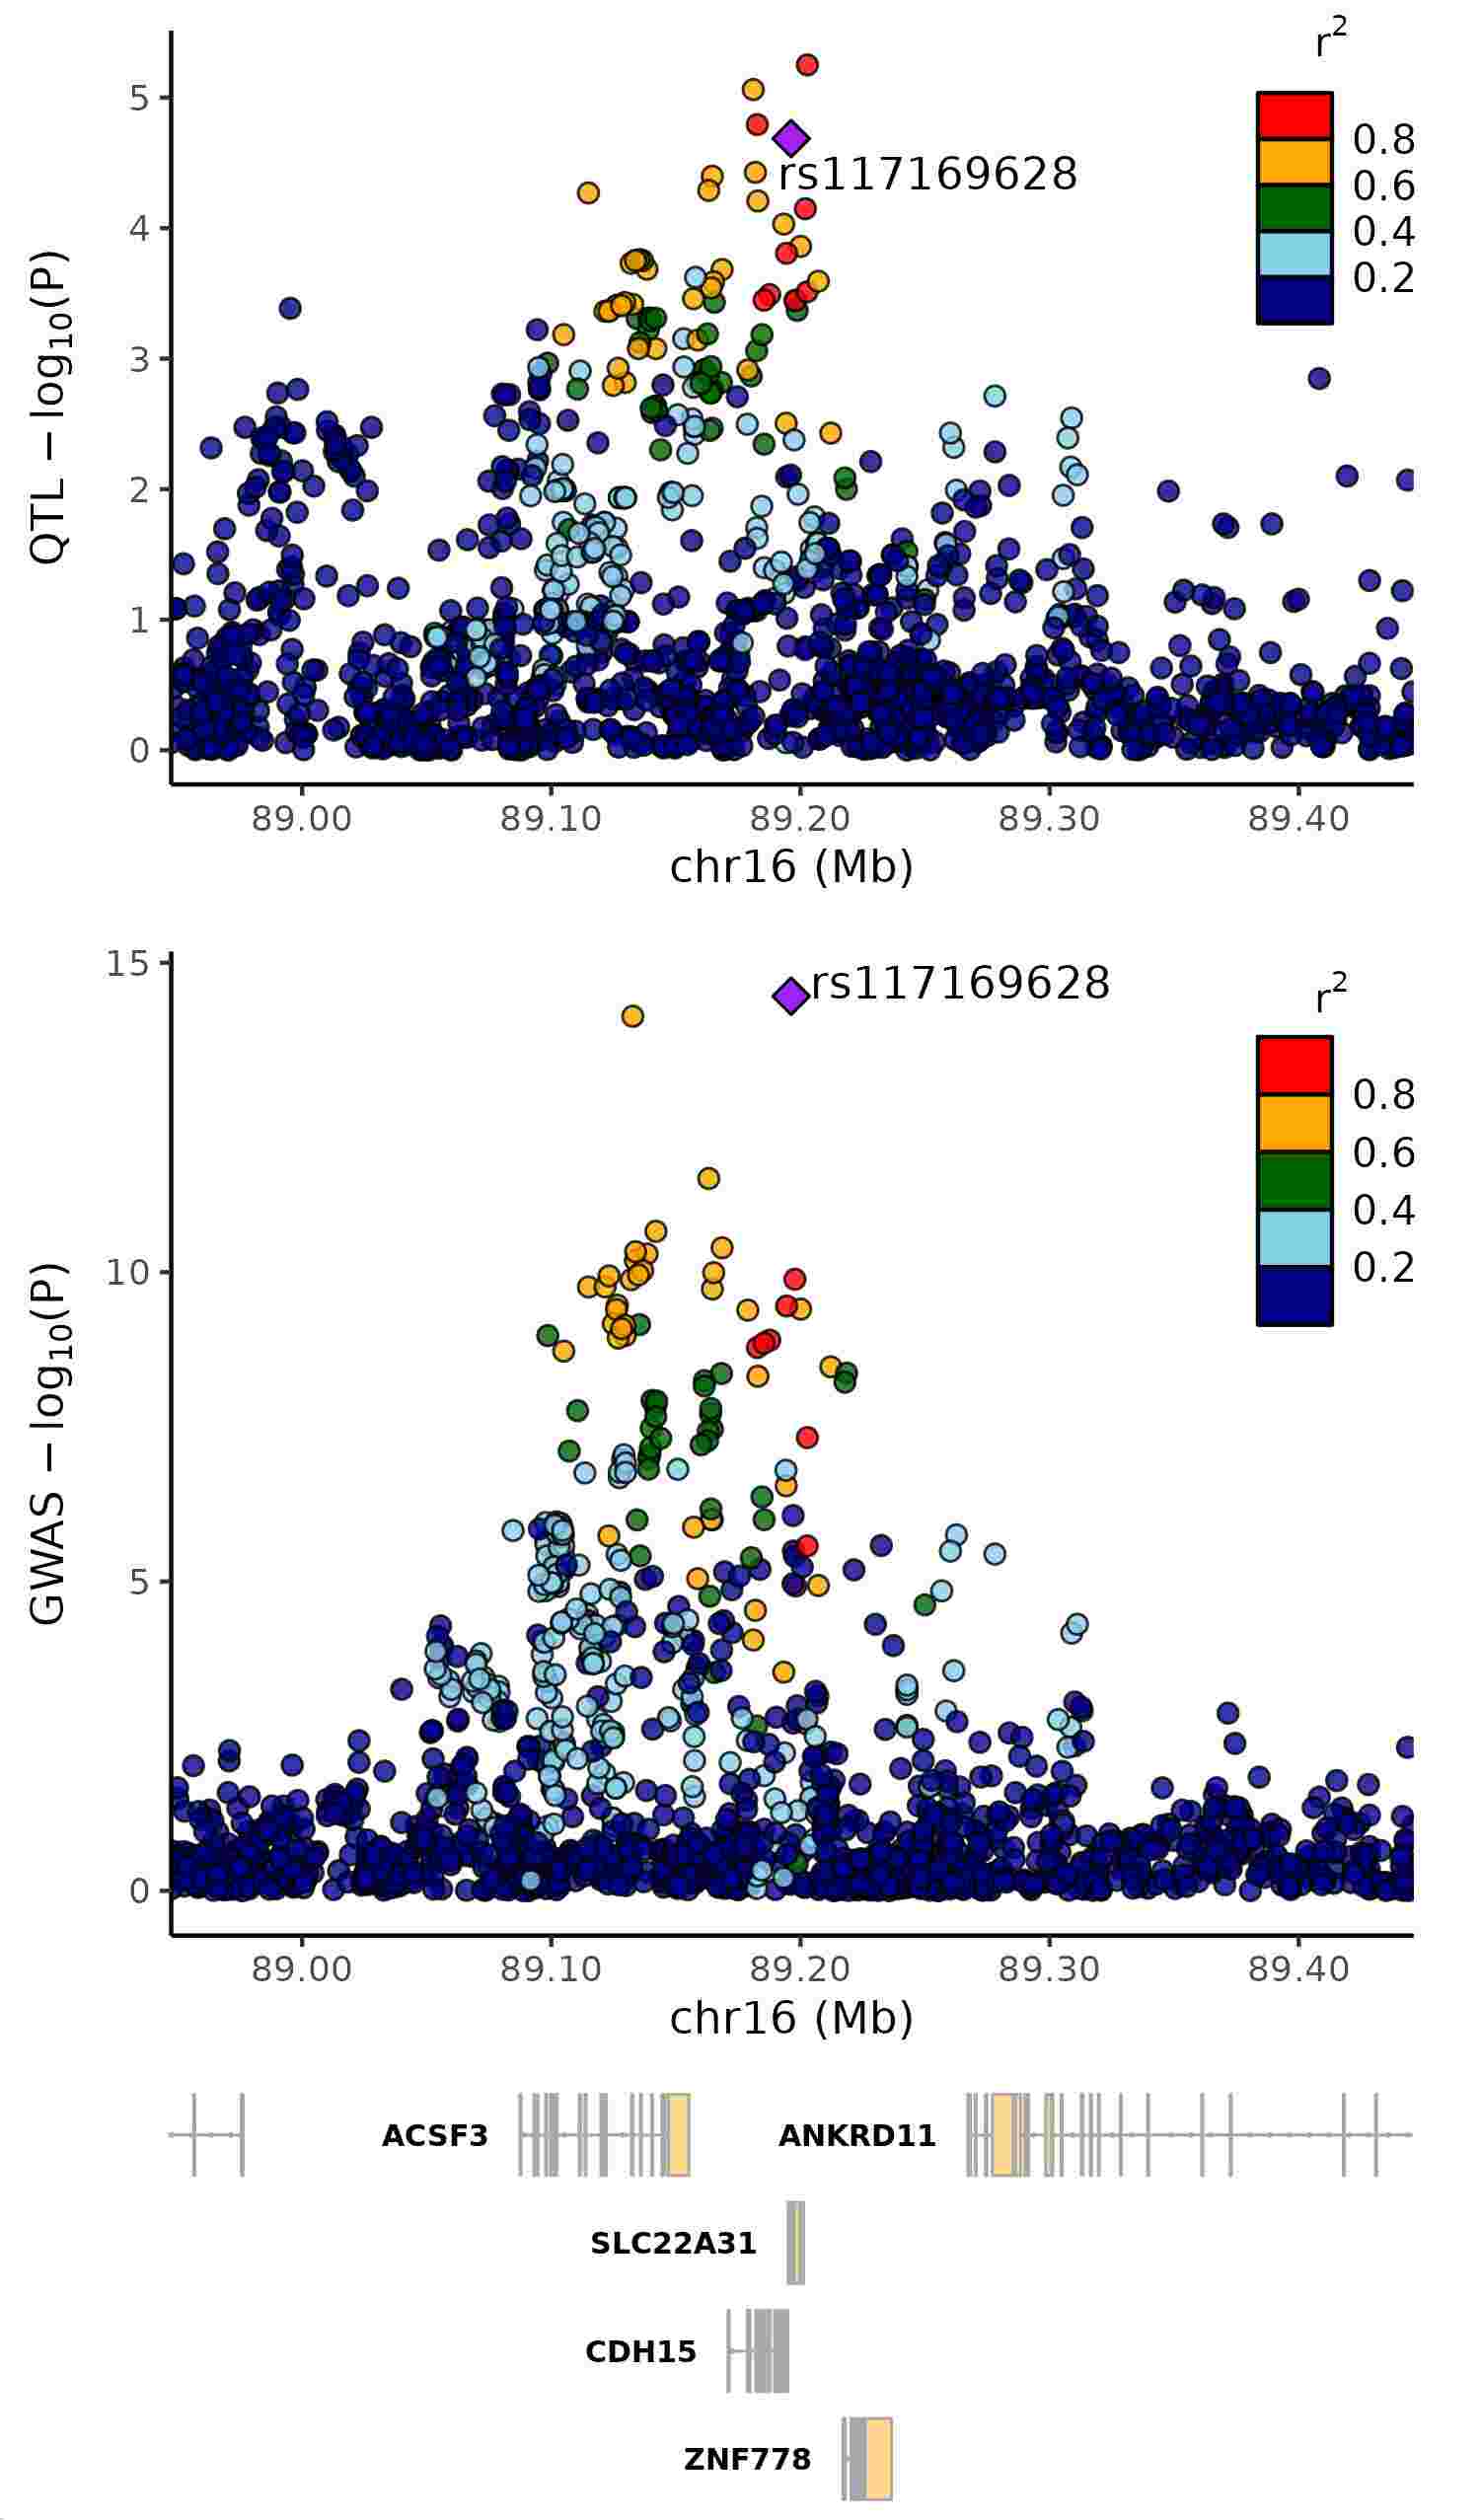 r²
5
4
3
2
1
0
QTL −log₁₀(P)
rs117169628
0.8
0.6
0.4
0.2
89.00 89.10 89.20 89.30 89.40
chr16 (Mb)
r²
15
10
5
0
GWAS −log₁₀(P)
rs117169628
0.8
0.6
0.4
0.2
89.00 89.10 89.20 89.30 89.40
chr16 (Mb)
ACSF3 ANKRD11
SLC22A31
CDH15
ZNF778